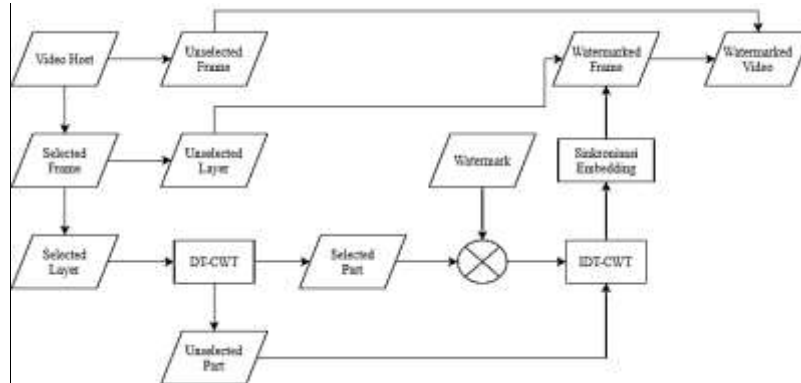 Video Host
Unselected
Frame
Watermarked
Frame
Watermarked
Video
Selected
Frame
Unselected
Layer
Watermark
Sinkronisasi
Embedding
Selected
Layer
DT-CWT
Selected
Part
IDT-CWT
Unselected
Part